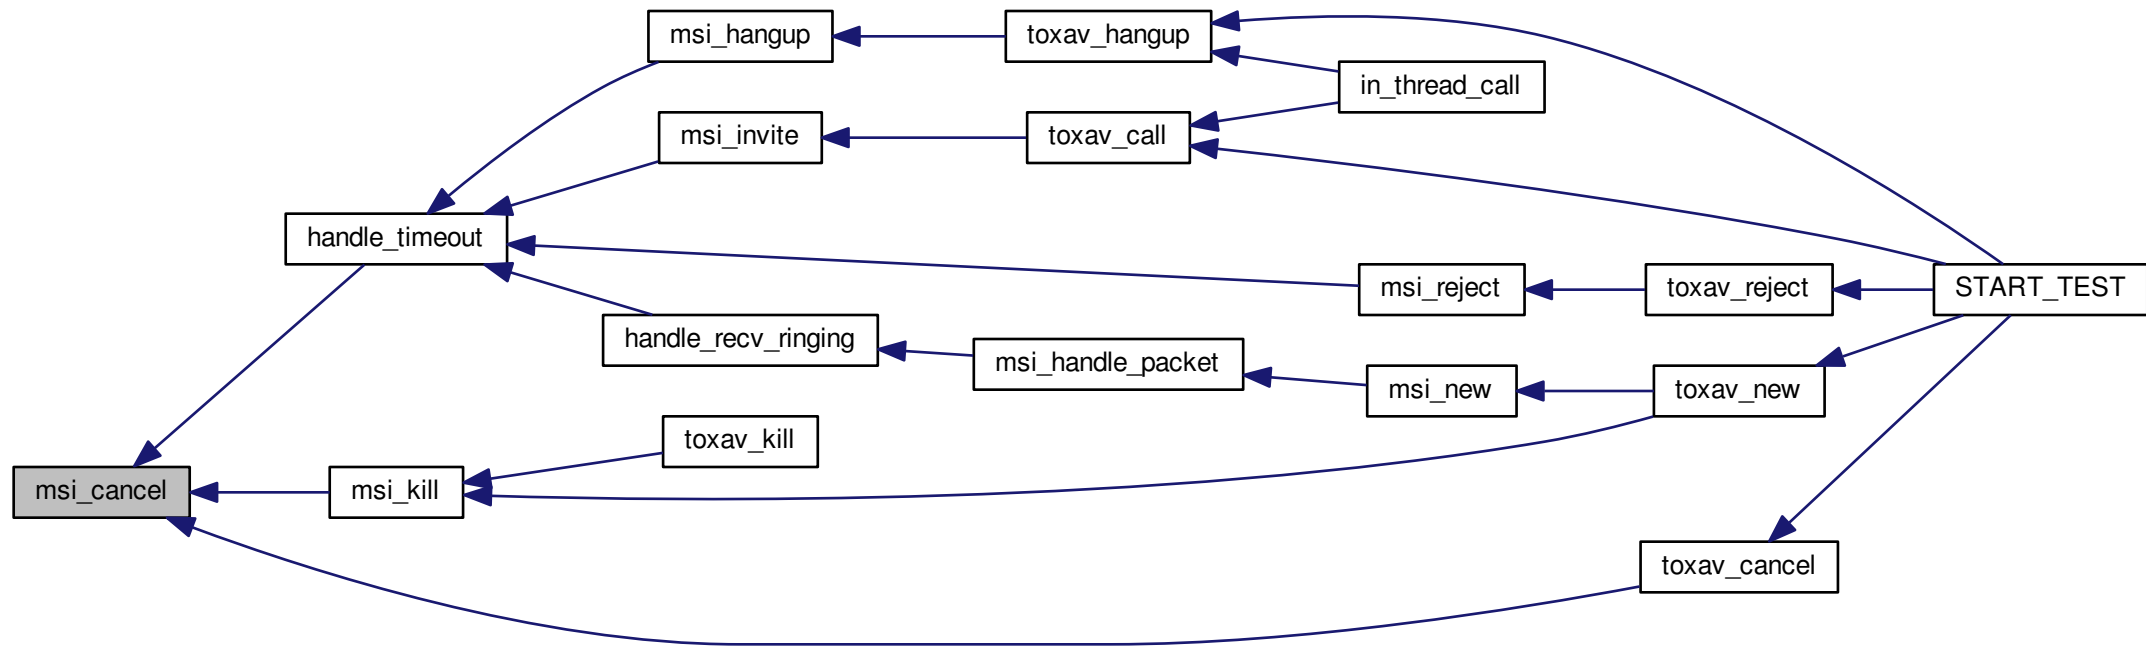 msi_hangup
toxav_hangup
in_thread_call
msi_invite
toxav_call
handle_timeout
msi_reject
toxav_reject
START_TEST
handle_recv_ringing
msi_handle_packet
msi_new
toxav_new
toxav_kill
msi_cancel
msi_kill
toxav_cancel